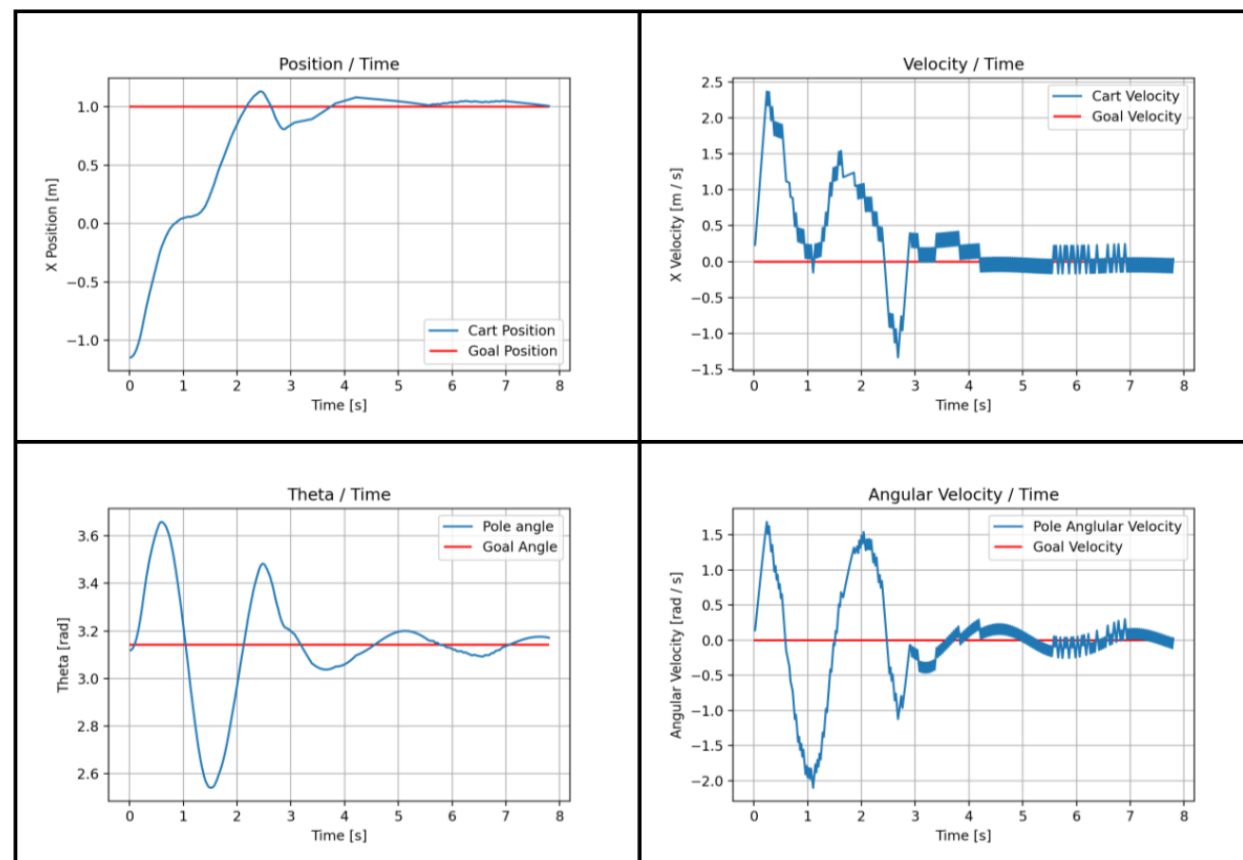 Position / Time
X Position [m]
1.0
0.5
0.0
−0.5
−1.0
Cart Position
Goal Position
0 1 2 3 4 5 6 7 8
Time [s]
Velocity / Time
X Velocity [m / s]
2.5
2.0
1.5
1.0
0.5
0.0
−0.5
−1.0
−1.5
Cart Velocity
Goal Velocity
0 1 2 3 4 5 6 7 8
Time [s]
Theta / Time
Theta [rad]
3.6
3.4
3.2
3.0
2.8
2.6
Pole angle
Goal Angle
0 1 2 3 4 5 6 7 8
Time [s]
Angular Velocity / Time
Angular Velocity [rad / s]
1.5
1.0
0.5
0.0
−0.5
−1.0
−1.5
−2.0
Pole Anglular Velocity
Goal Velocity
0 1 2 3 4 5 6 7 8
Time [s]